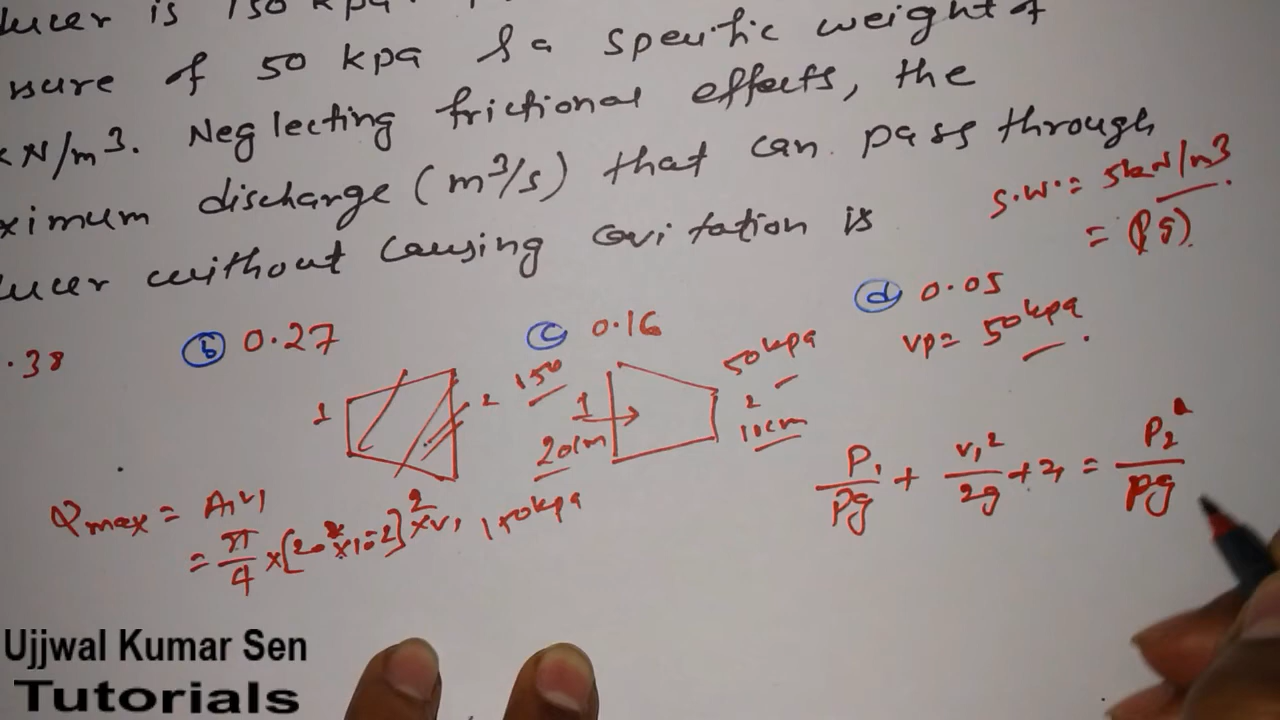 ucer is 150 kpa.
sure of 50 kpa & a specific weight of
KN/m3. Neglecting frictional effects, the
ximum discharge (m3/s) that can pass through
ucer without causing cavitation is
S.W. = 5kN/m3
= (ρg).
.38 (b) 0.27 (c) 0.16 (d) 0.05
vp = 50kpa
1 2 150 1 50kpa
20cm 2 10cm
150kpa
Qmax = A1v1
= π/4 × [20 × 10-2]2 × v1
P1/ρg + v12/2g + z1 = P2/ρg
Ujjwal Kumar Sen
Tutorials